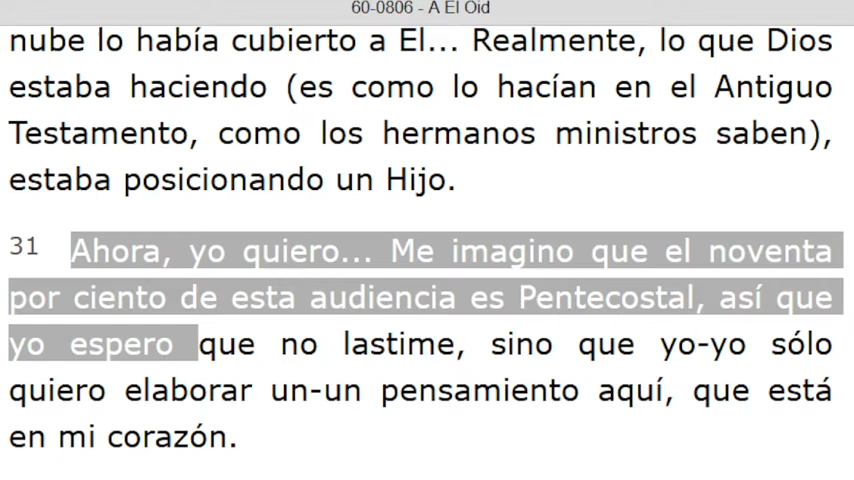 60-0806 - A El Oid
nube lo había cubierto a El... Realmente, lo que Dios
estaba haciendo (es como lo hacían en el Antiguo
Testamento, como los hermanos ministros saben),
estaba posicionando un Hijo.
31 Ahora, yo quiero... Me imagino que el noventa
por ciento de esta audiencia es Pentecostal, así que
yo espero que no lastime, sino que yo-yo sólo
quiero elaborar un-un pensamiento aquí, que está
en mi corazón.